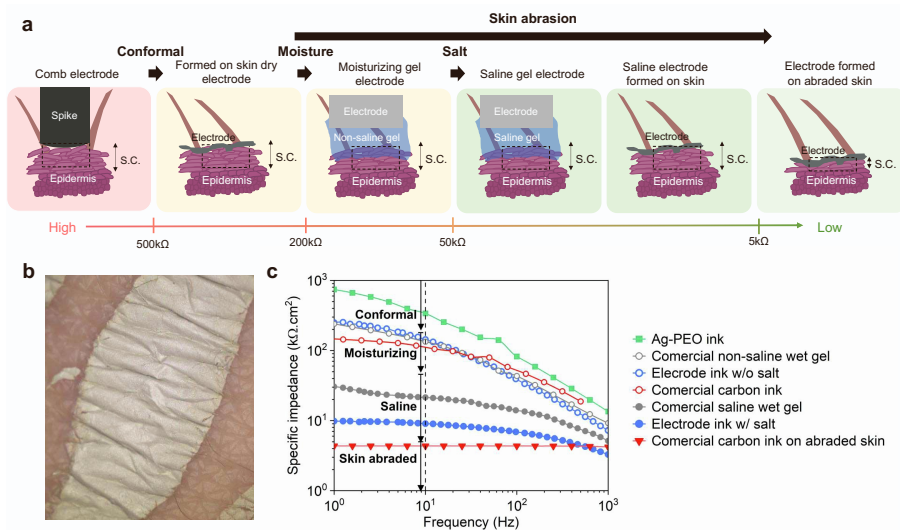 a
Skin abrasion
Conformal
Moisture
Salt
Comb electrode
Formed on skin dry
electrode
Moisturizing gel
electrode
Saline gel electrode
Saline electrode
formed on skin
Electrode formed
on abraded skin
Spike
S.C.
Epidermis
Electrode
S.C.
Epidermis
Electrode
Non-saline gel
S.C.
Epidermis
Electrode
Saline gel
S.C.
Epidermis
Electrode
S.C.
Epidermis
Electrode
S.C.
Epidermis
High
500kΩ
200kΩ
50kΩ
5kΩ
Low
b
c
Specific impedance (kΩ.cm²)
10³
10²
10¹
10⁰
Conformal
Moisturizing
Saline
Skin abraded
10⁰ 10¹ 10² 10³
Frequency (Hz)
Ag-PEO ink
Comercial non-saline wet gel
Elecrode ink w/o salt
Comercial carbon ink
Comercial saline wet gel
Electrode ink w/ salt
Comercial carbon ink on abraded skin